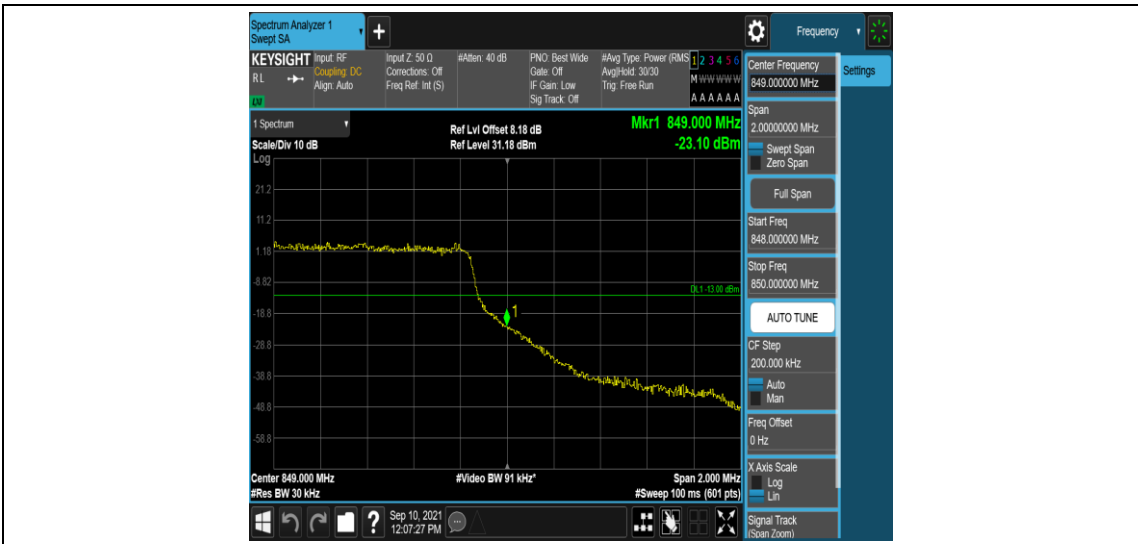 Spectrum Analyzer 1
Swept SA
+
Frequency
KEYSIGHT
RL
LXI
Input: RF
Coupling: DC
Align: Auto
Input Z: 50 Ω
Corrections: Off
Freq Ref: Int (S)
#Atten: 40 dB
PNO: Best Wide
Gate: Off
IF Gain: Low
Sig Track: Off
#Avg Type: Power (RMS
Avg|Hold: 30/30
Trig: Free Run
1 2 3 4 5 6
M W W W W W
A A A A A A
1 Spectrum
Scale/Div 10 dB
Log
Ref Lvl Offset 8.18 dB
Ref Level 31.18 dBm
Mkr1 849.000 MHz
-23.10 dBm
21.2
11.2
1.18
-8.82
-18.8
-28.8
-38.8
-48.8
-58.8
DL1 -13.00 dBm
1
Center 849.000 MHz
#Res BW 30 kHz
#Video BW 91 kHz*
Span 2.000 MHz
#Sweep 100 ms (601 pts)
?
Sep 10, 2021
12:07:27 PM
Center Frequency
849.000000 MHz
Settings
Span
2.00000000 MHz
Swept Span
Zero Span
Full Span
Start Freq
848.000000 MHz
Stop Freq
850.000000 MHz
AUTO TUNE
CF Step
200.000 kHz
Auto
Man
Freq Offset
0 Hz
X Axis Scale
Log
Lin
Signal Track
(Span Zoom)